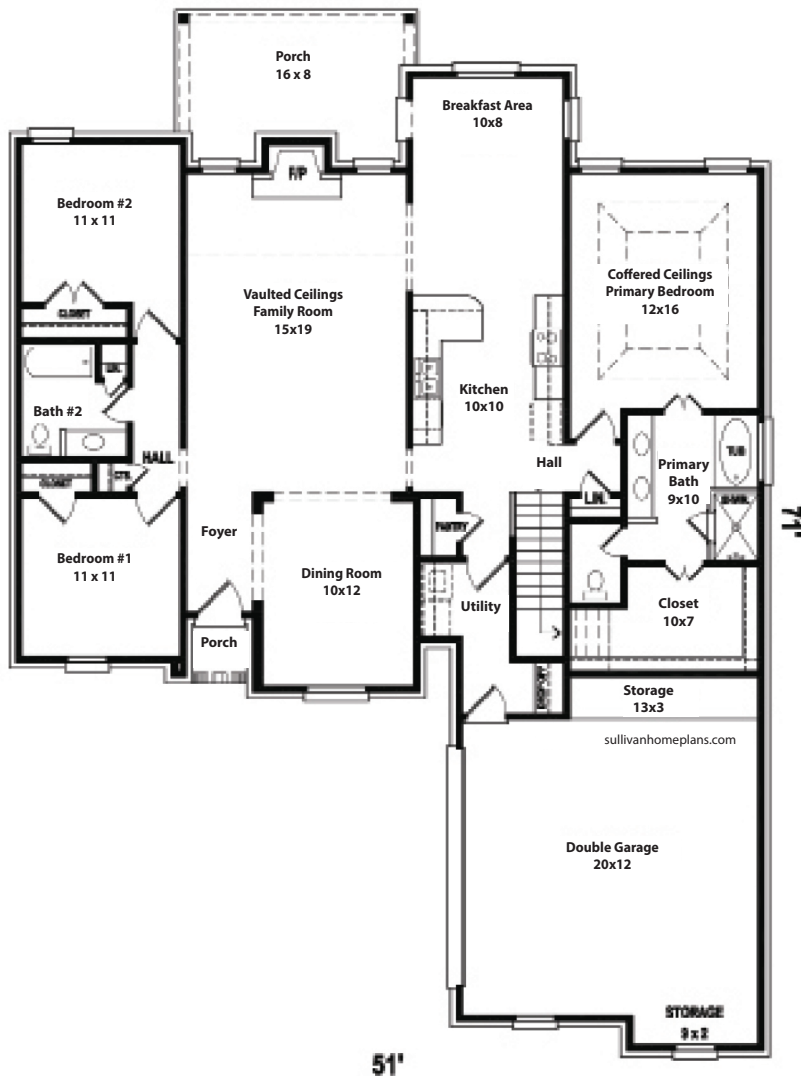 Porch
16 x 8
Breakfast Area
10x8
F/P
Bedroom #2
11 x 11
Vaulted Ceilings
Family Room
15x19
Coffered Ceilings
Primary Bedroom
12x16
CLOSET
LIN.
Bath #2
Kitchen
10x10
HALL
Hall
Primary
Bath
9x10
TUB
CLOSET
LIN.
PANTRY
71'
Foyer
Bedroom #1
11 x 11
Dining Room
10x12
Utility
Closet
10x7
Porch
Storage
13x3
sullivanhomeplans.com
Double Garage
20x12
STORAGE
9 x 2
51'